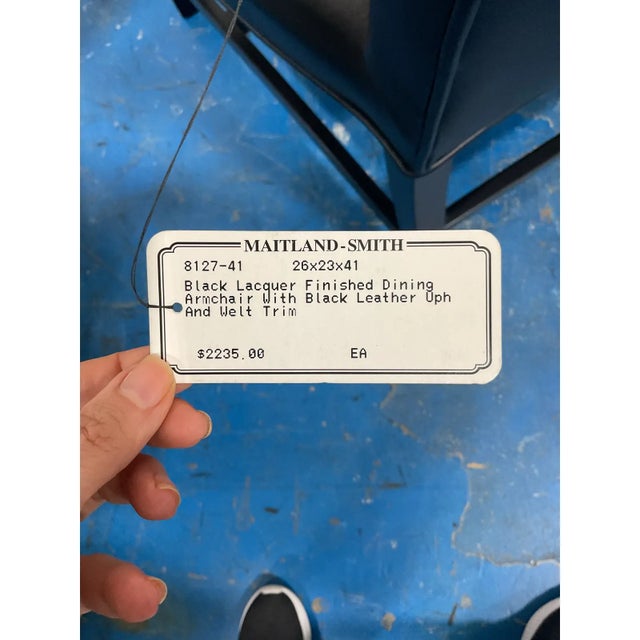 MAITLAND-SMITH
8127-41 26x23x41
Black Lacquer Finished Dining
Armchair With Black Leather Uph
And Welt Trim
$2235.00 EA